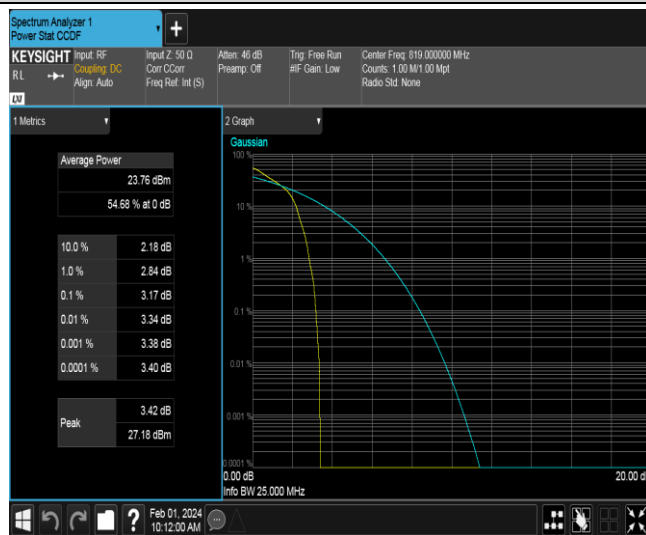 Spectrum Analyzer 1
Power Stat CCDF
+
KEYSIGHT
RL
LXI
Input: RF
Coupling: DC
Align: Auto
Input Z: 50 Ω
Corr CCorr
Freq Ref: Int (S)
Atten: 46 dB
Preamp: Off
Trig: Free Run
#IF Gain: Low
Center Freq: 819.000000 MHz
Counts: 1.00 M/1.00 Mpt
Radio Std: None
1 Metrics
Average Power
23.76 dBm
54.68 % at 0 dB
10.0 % 2.18 dB
1.0 % 2.84 dB
0.1 % 3.17 dB
0.01 % 3.34 dB
0.001 % 3.38 dB
0.0001 % 3.40 dB
Peak
3.42 dB
27.18 dBm
2 Graph
Gaussian
100 %
10 %
1 %
0.1 %
0.01 %
0.001 %
0.0001 %
0.00 dB
20.00 d
Info BW 25.000 MHz
?
Feb 01, 2024
10:12:00 AM